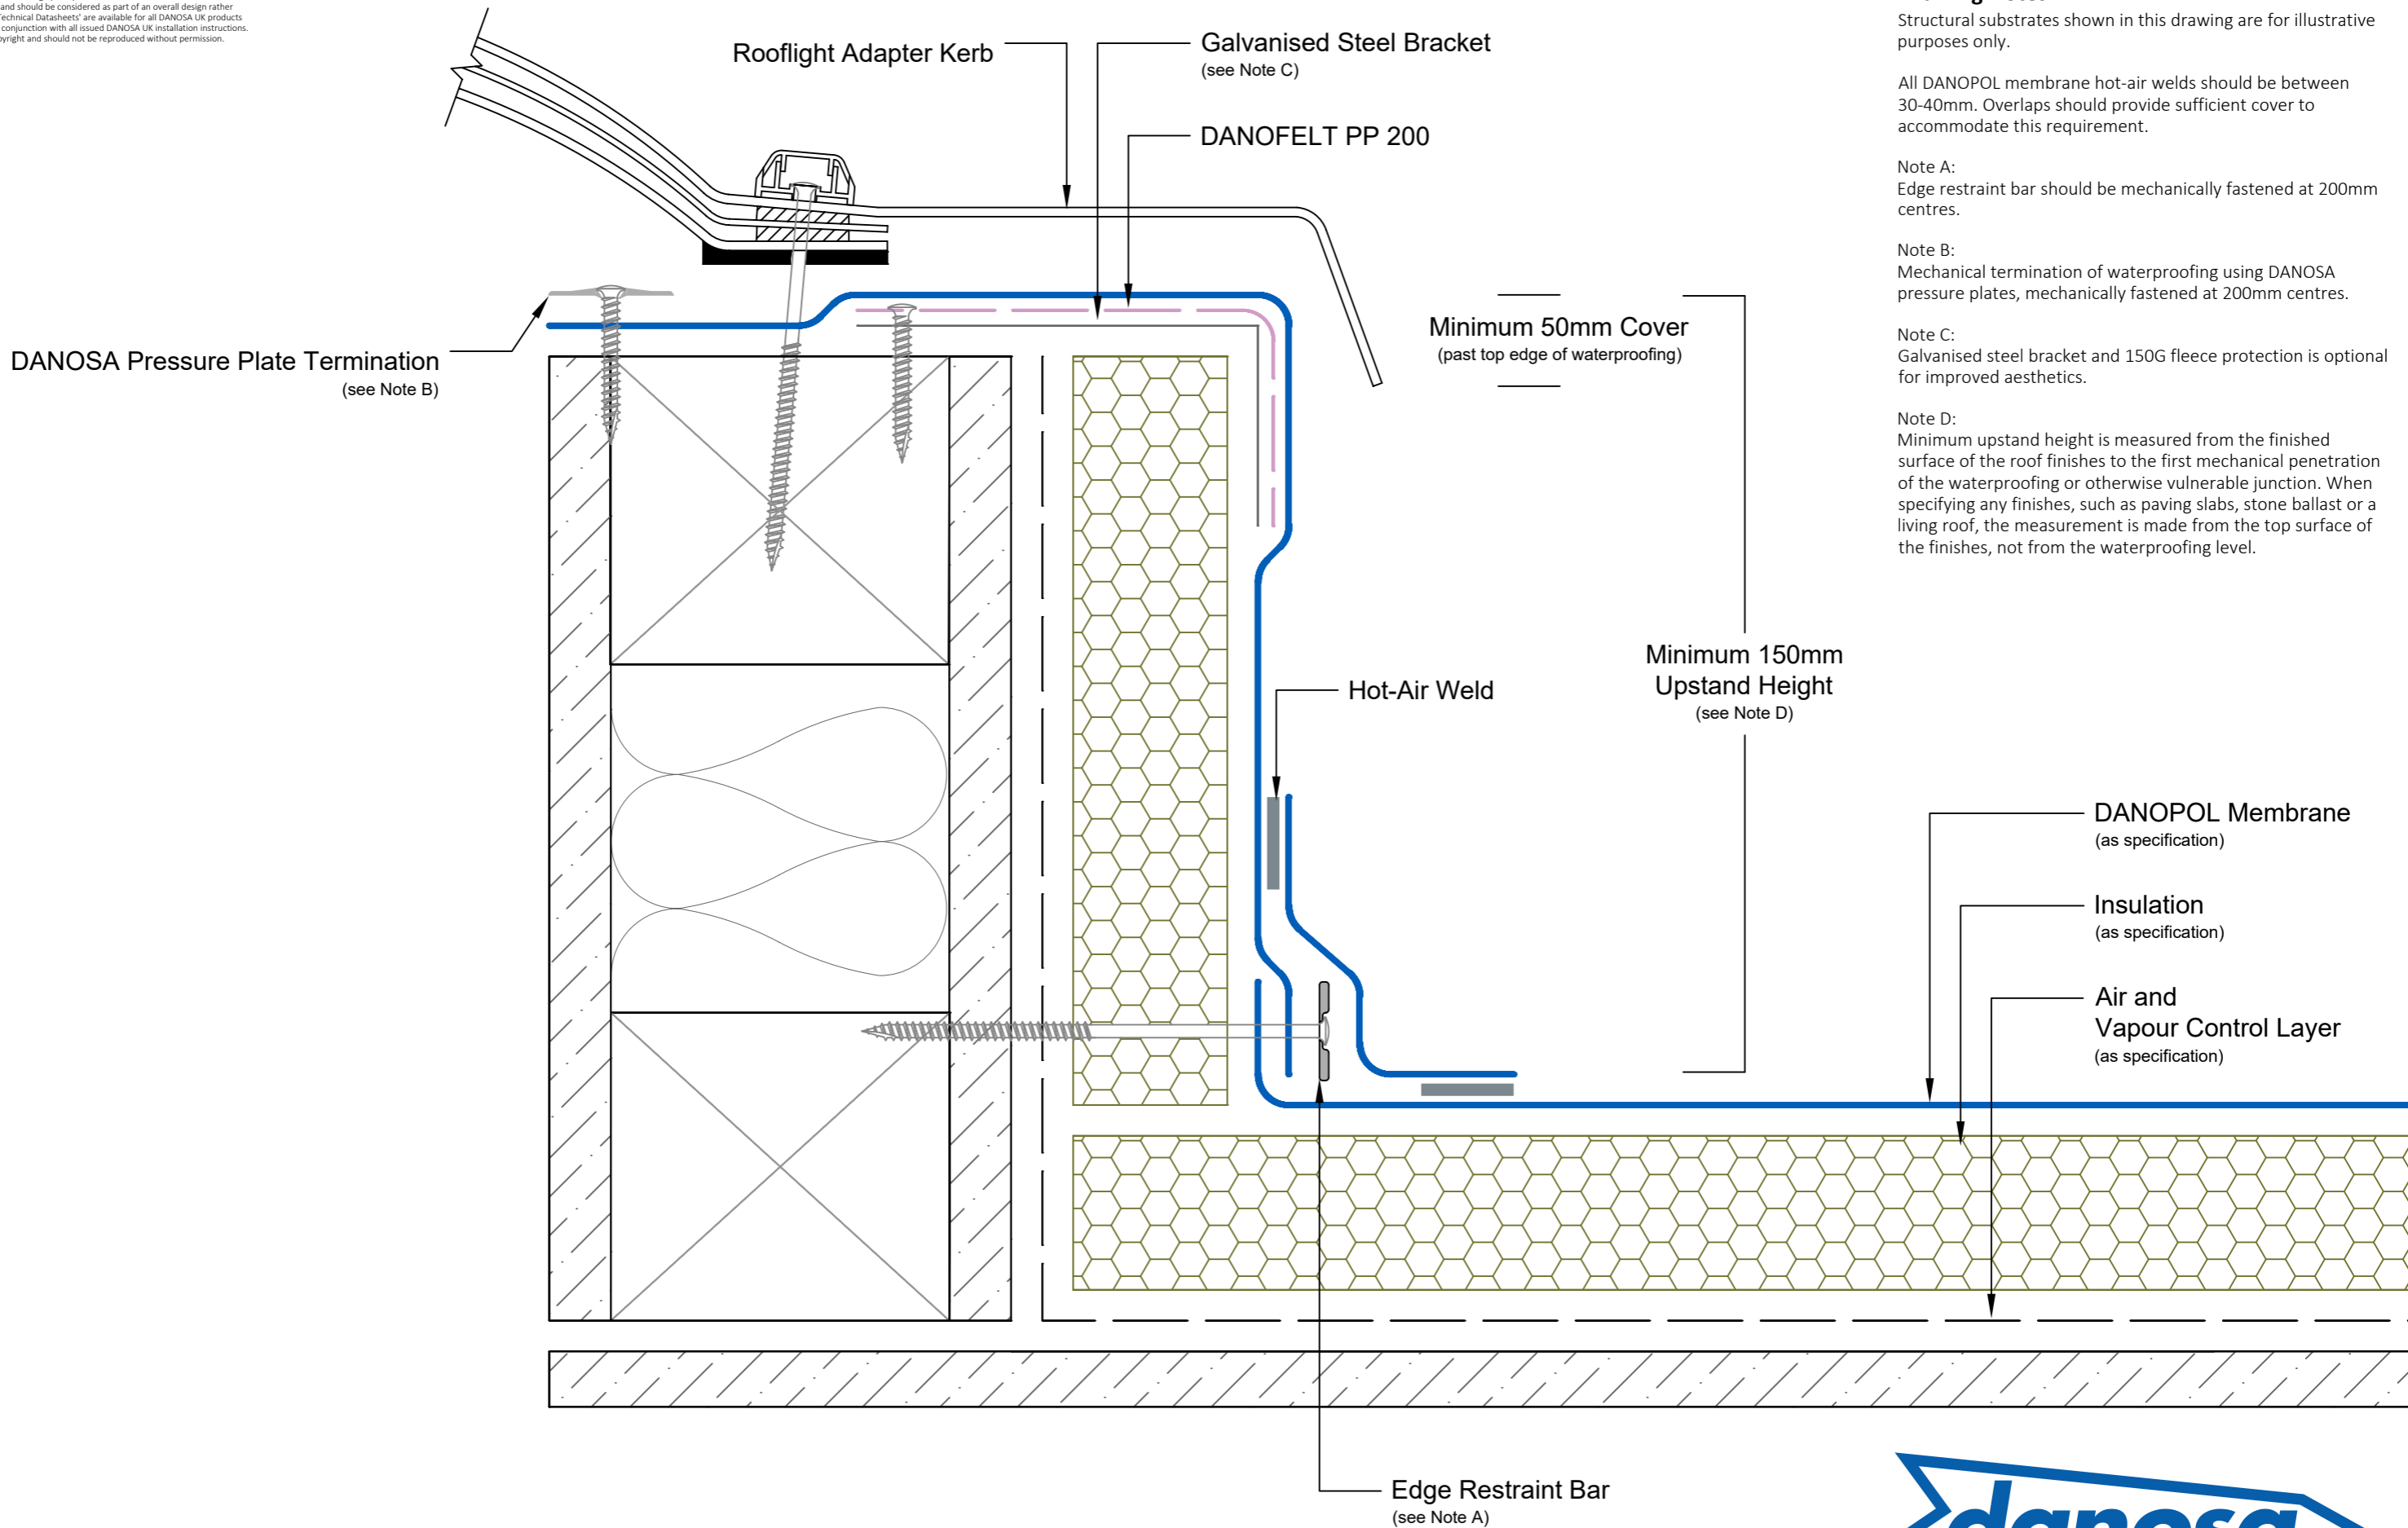 and should be considered as part of an overall design rather
Technical Datasheets' are available for all DANOSA UK products
conjunction with all issued DANOSA UK installation instructions.
and should not be reproduced without permission.
Rooflight Adapter Kerb
Galvanised Steel Bracket
(see Note C)
DANOFELT PP 200
DANOSA Pressure Plate Termination
(see Note B)
Minimum 50mm Cover
(past top edge of waterproofing)
Minimum 150mm
Upstand Height
(see Note D)
Hot-Air Weld
DANOPOL Membrane
(as specification)
Insulation
(as specification)
Air and
Vapour Control Layer
(as specification)
Edge Restraint Bar
(see Note A)
Structural substrates shown in this drawing are for illustrative
purposes only.
All DANOPOL membrane hot-air welds should be between
30-40mm. Overlaps should provide sufficient cover to
accommodate this requirement.
Note A:
Edge restraint bar should be mechanically fastened at 200mm
centres.
Note B:
Mechanical termination of waterproofing using DANOSA
pressure plates, mechanically fastened at 200mm centres.
Note C:
Galvanised steel bracket and 150G fleece protection is optional
for improved aesthetics.
Note D:
Minimum upstand height is measured from the finished
surface of the roof finishes to the first mechanical penetration
of the waterproofing or otherwise vulnerable junction. When
specifying any finishes, such as paving slabs, stone ballast or a
living roof, the measurement is made from the top surface of
the finishes, not from the waterproofing level.
danosa